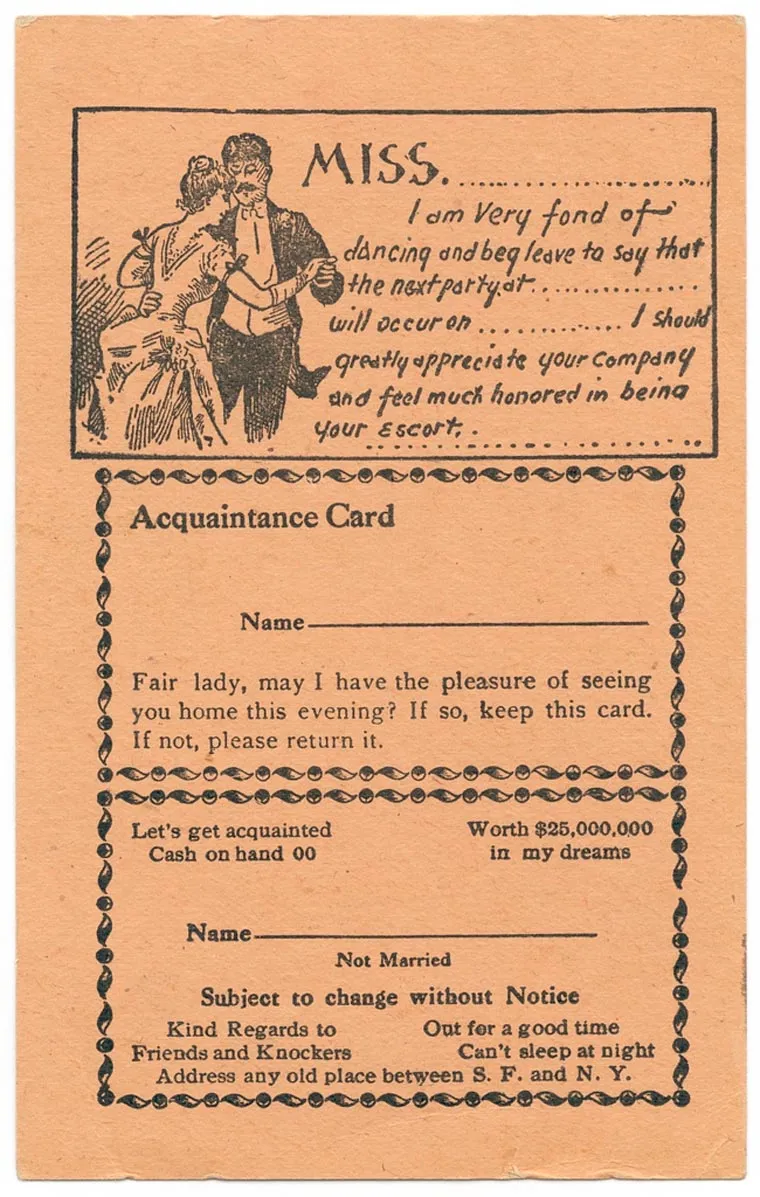 MISS. ....................
I am Very fond of
dancing and beg leave to say that
the next party, at ................
will occur on .............. I should
greatly appreciate your company
and feel much honored in being
your Escort, .
Acquaintance Card
Name
Fair lady, may I have the pleasure of seeing
you home this evening? If so, keep this card.
If not, please return it.
Let's get acquainted Worth $25,000,000
Cash on hand 00 in my dreams
Name
Not Married
Subject to change without Notice
Kind Regards to Out for a good time
Friends and Knockers Can't sleep at night
Address any old place between S. F. and N. Y.